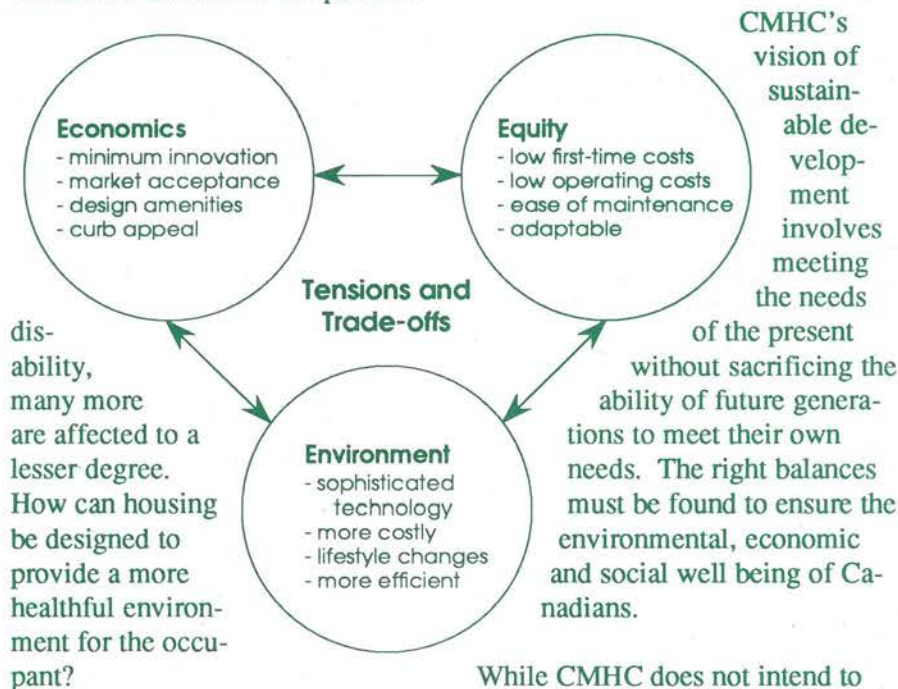 dis-
ability,
many more
are affected to a
lesser degree.
How can housing
be designed to
provide a more
healthful environ-
ment for the occu-
pant?
Economics
- minimum innovation
- market acceptance
- design amenities
- curb appeal
Equity
- low first-time costs
- low operating costs
- ease of maintenance
- adaptable
Tensions and
Trade-offs
Environment
- sophisticated
technology
- more costly
- lifestyle changes
- more efficient
CMHC's
vision of
sustain-
able de-
velop-
ment
involves
meeting
the needs
of the present
without sacrificing the
ability of future genera-
tions to meet their own
needs. The right balances
must be found to ensure the
environmental, economic
and social well being of Ca-
nadians.
While CMHC does not intend to